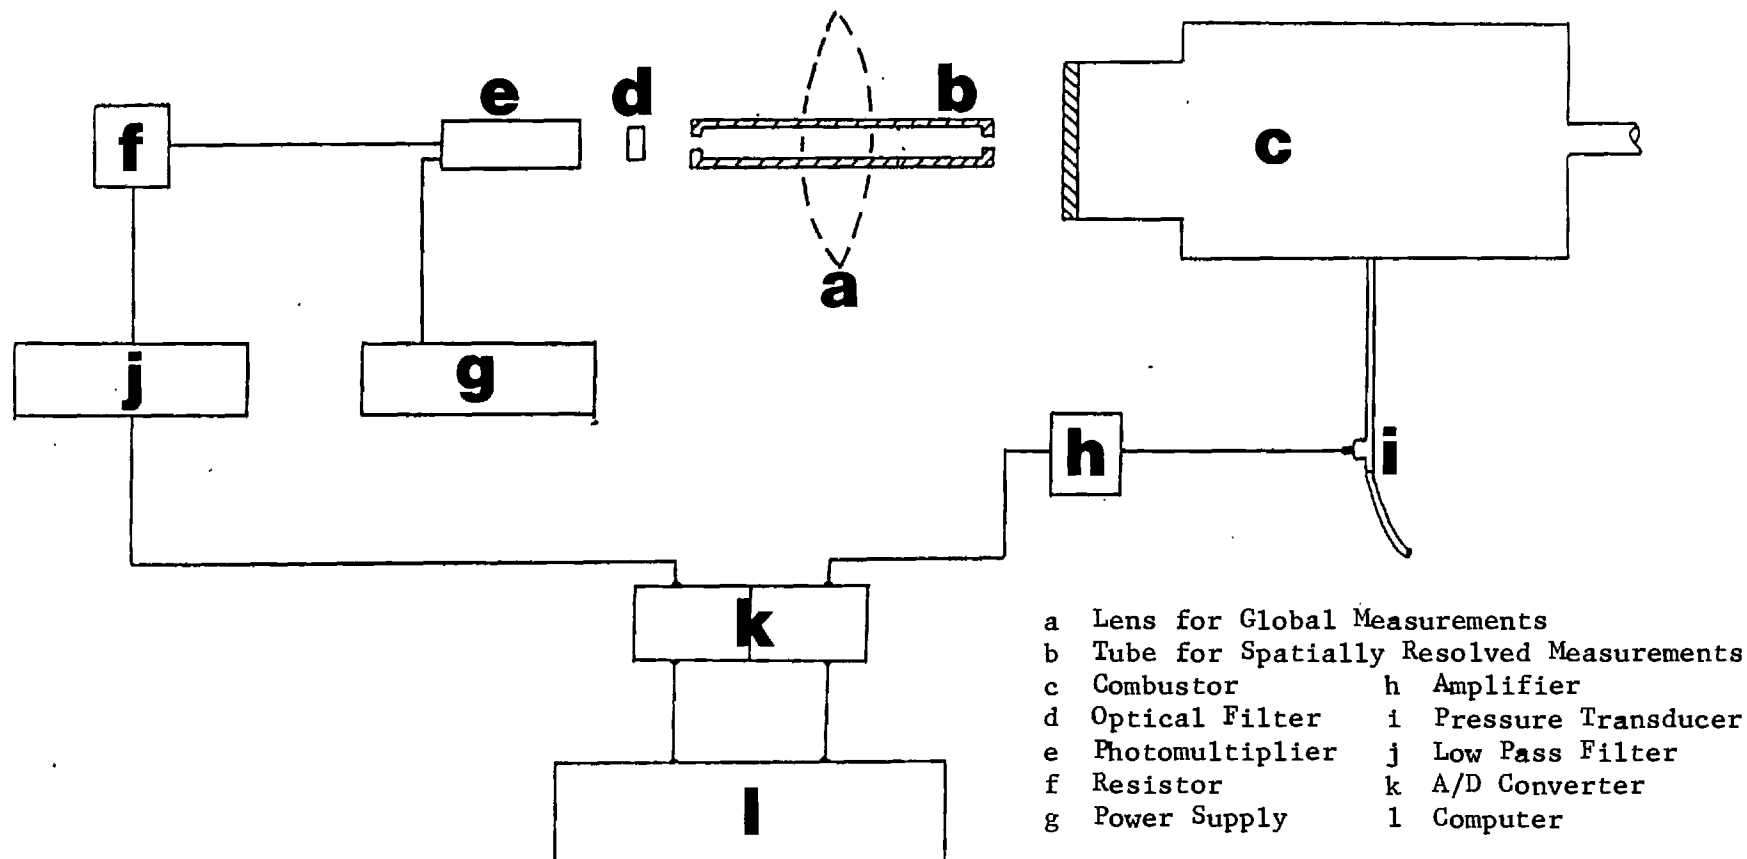 a
b
c
d
e
f
g
h
i
j
k
l
a Lens for Global Measurements
b Tube for Spatially Resolved Measurements
c Combustor h Amplifier
d Optical Filter i Pressure Transducer
e Photomultiplier j Low Pass Filter
f Resistor k A/D Converter
g Power Supply l Computer